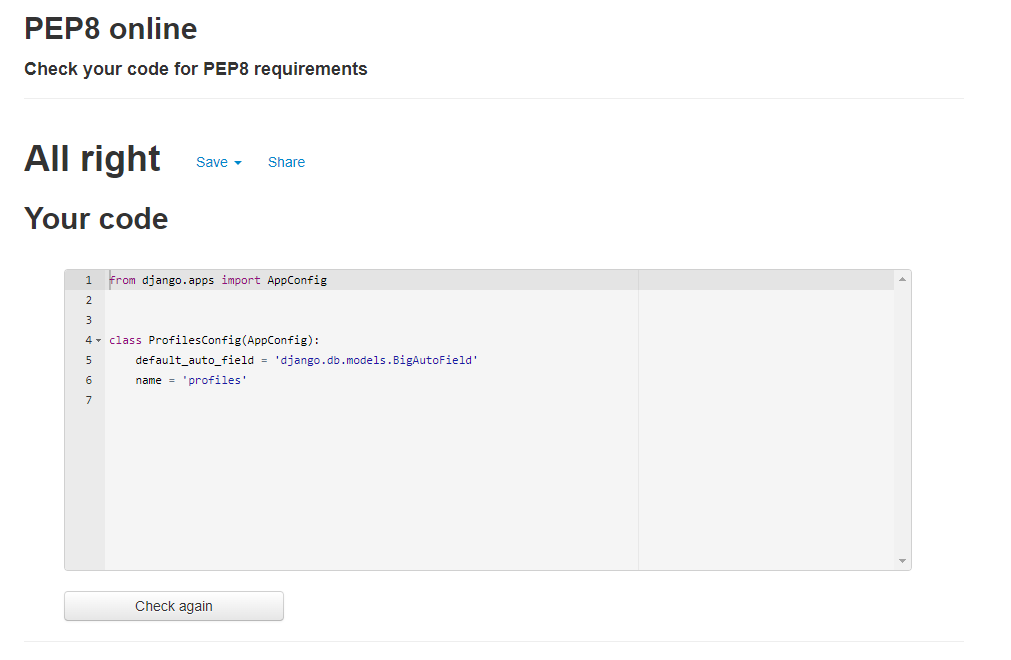 PEP8 online
Check your code for PEP8 requirements
All right Save Share
Your code
1 from django.apps import AppConfig
2
3
4 class ProfilesConfig(AppConfig):
5     default_auto_field = 'django.db.models.BigAutoField'
6     name = 'profiles'
7
Check again